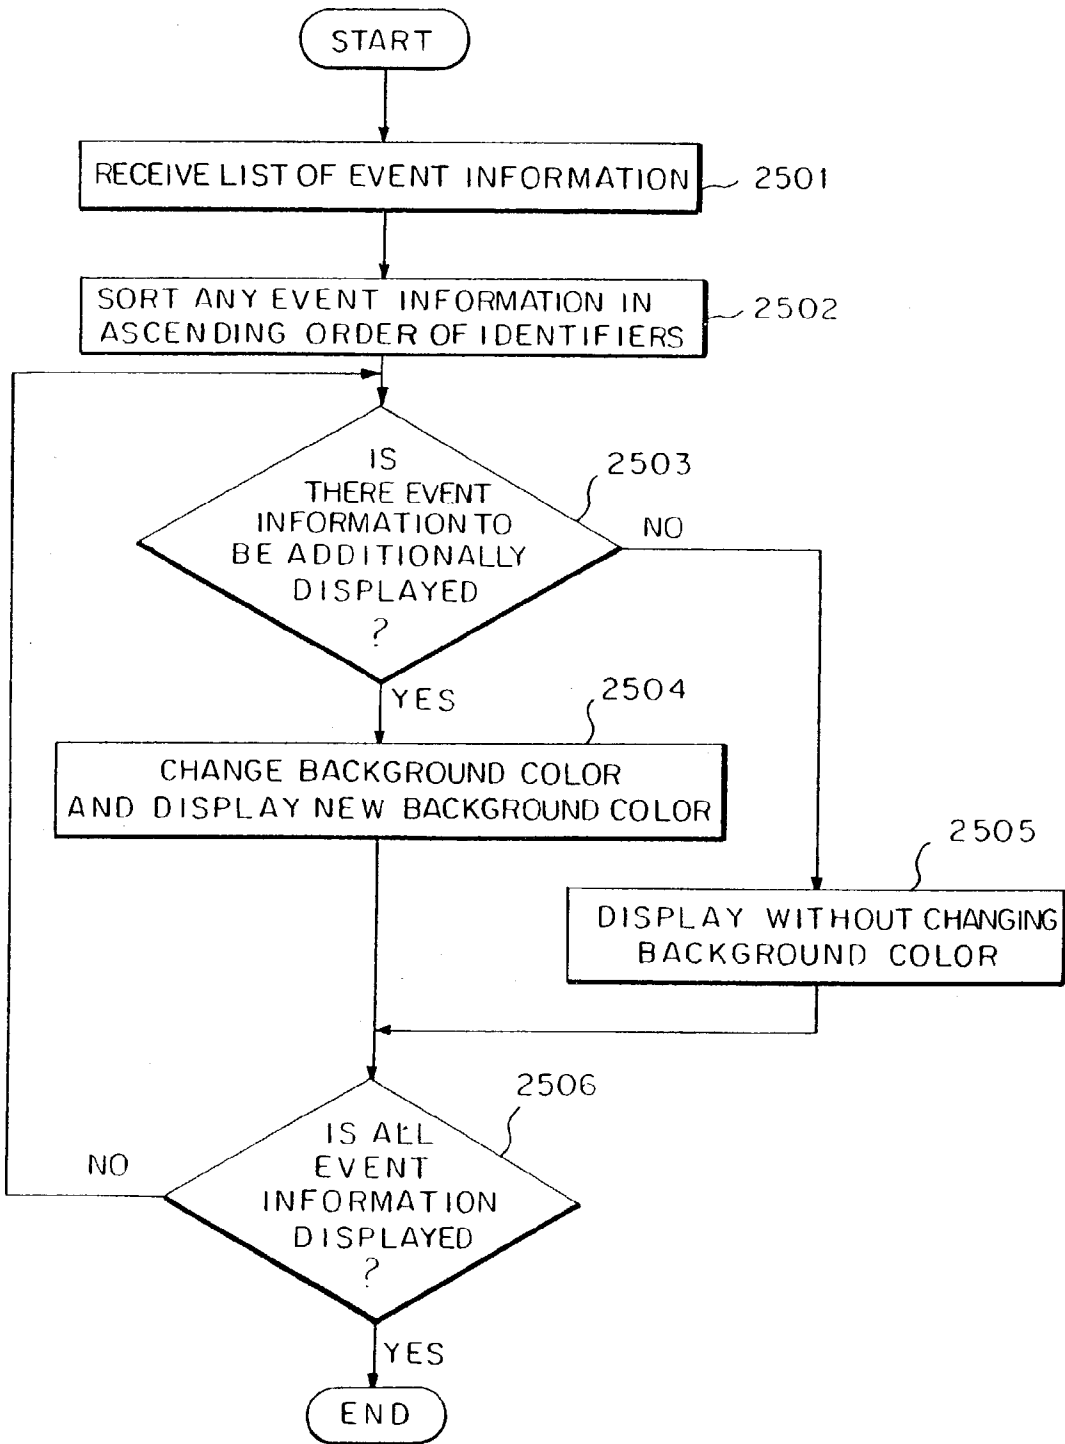 START
RECEIVE LIST OF EVENT INFORMATION
2501
SORT ANY EVENT INFORMATION IN
ASCENDING ORDER OF IDENTIFIERS
2502
IS
THERE EVENT
INFORMATION TO
BE ADDITIONALLY
DISPLAYED
?
2503
NO
YES
2504
CHANGE BACKGROUND COLOR
AND DISPLAY NEW BACKGROUND COLOR
2505
DISPLAY WITHOUT CHANGING
BACKGROUND COLOR
2506
IS ALL
EVENT
INFORMATION
DISPLAYED
?
NO
YES
END